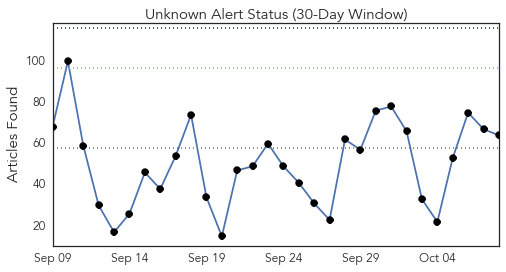 Unknown Alert Status (30-Day Window)
Articles Found
100
80
60
40
20
Sep 09 Sep 14 Sep 19 Sep 24 Sep 29 Oct 04